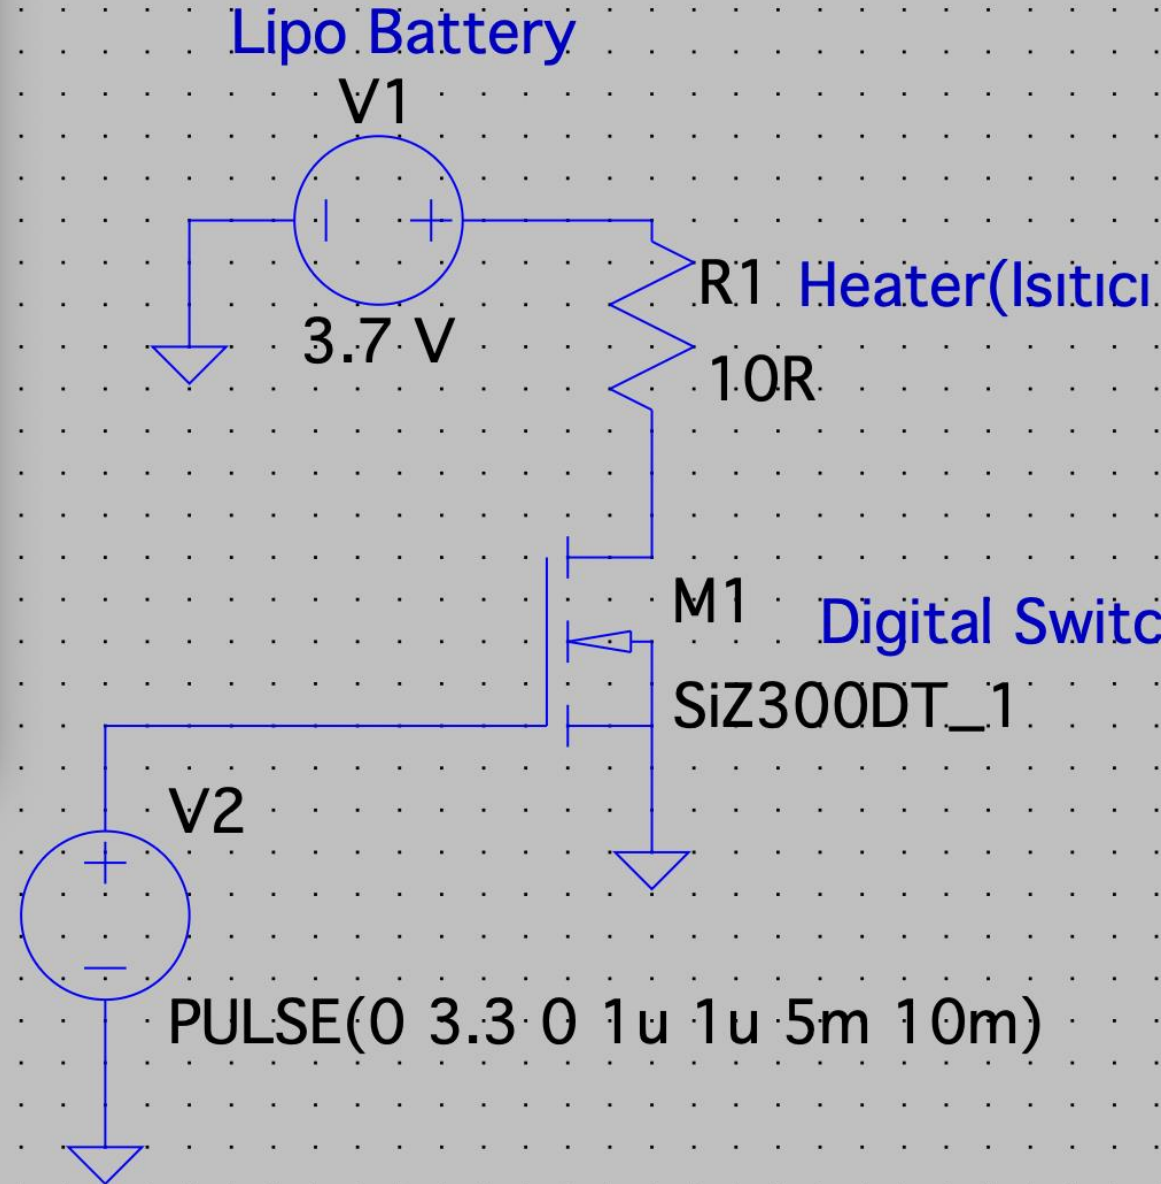 Lipo Battery
V1
3.7 V
R1 Heater(Isıtıcı
10R
M1 Digital Switc
SiZ300DT_1
V2
PULSE(0 3.3 0 1u 1u 5m 10m)